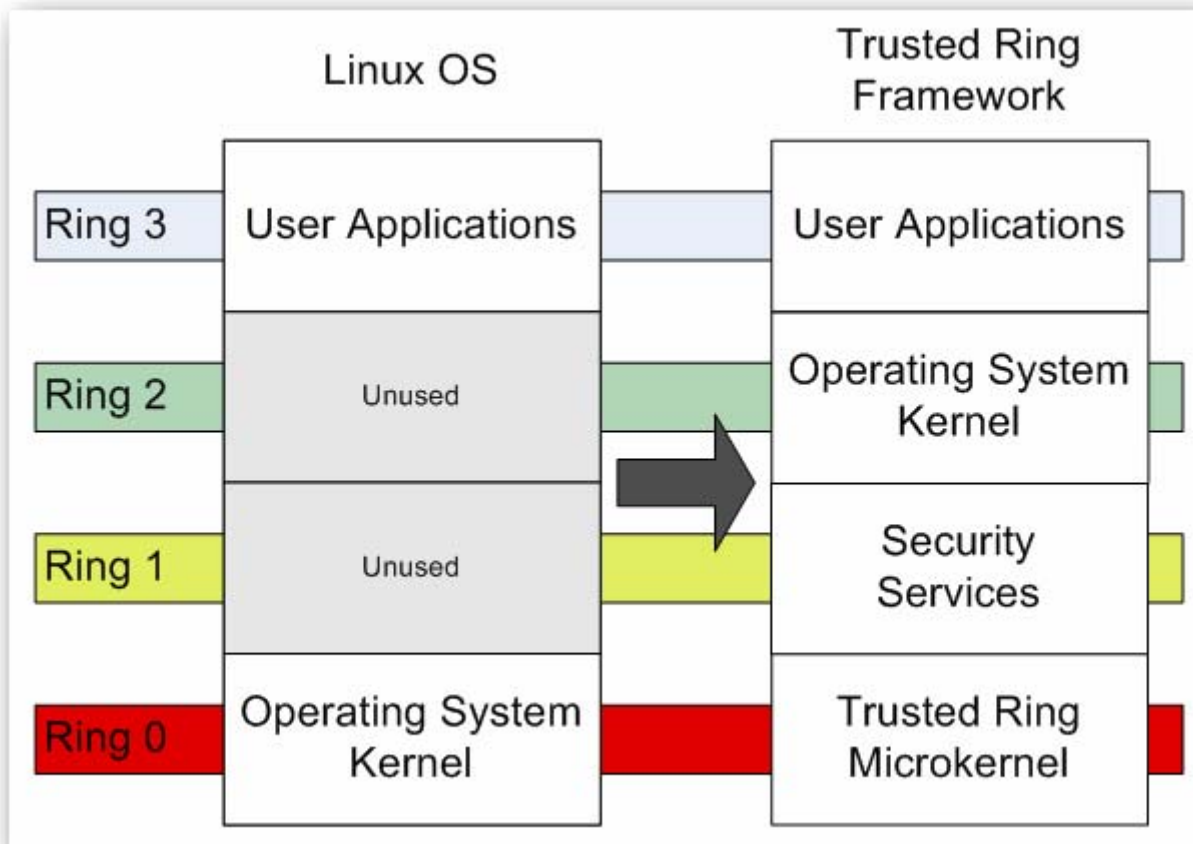 Linux OS
Trusted Ring
Framework
Ring 3
User Applications
User Applications
Ring 2
Unused
Operating System
Kernel
Ring 1
Unused
Security
Services
Ring 0
Operating System
Kernel
Trusted Ring
Microkernel